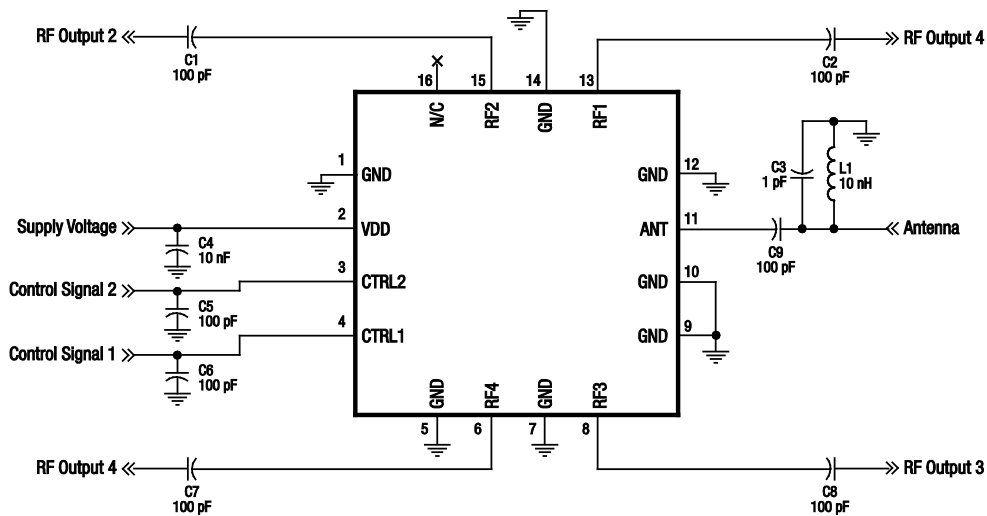 RF Output 2
C1
100 pF
16
15
14
13
C2
100 pF
RF Output 4
N/C
RF2
GND
RF1
1
GND
12
GND
C3
1 pF
L1
10 nH
Supply Voltage
2
VDD
11
ANT
C9
100 pF
Antenna
C4
10 nF
Control Signal 2
3
CTRL2
10
GND
C5
100 pF
Control Signal 1
4
CTRL1
9
GND
C6
100 pF
GND
RF4
GND
RF3
5
6
7
8
RF Output 4
C7
100 pF
C8
100 pF
RF Output 3